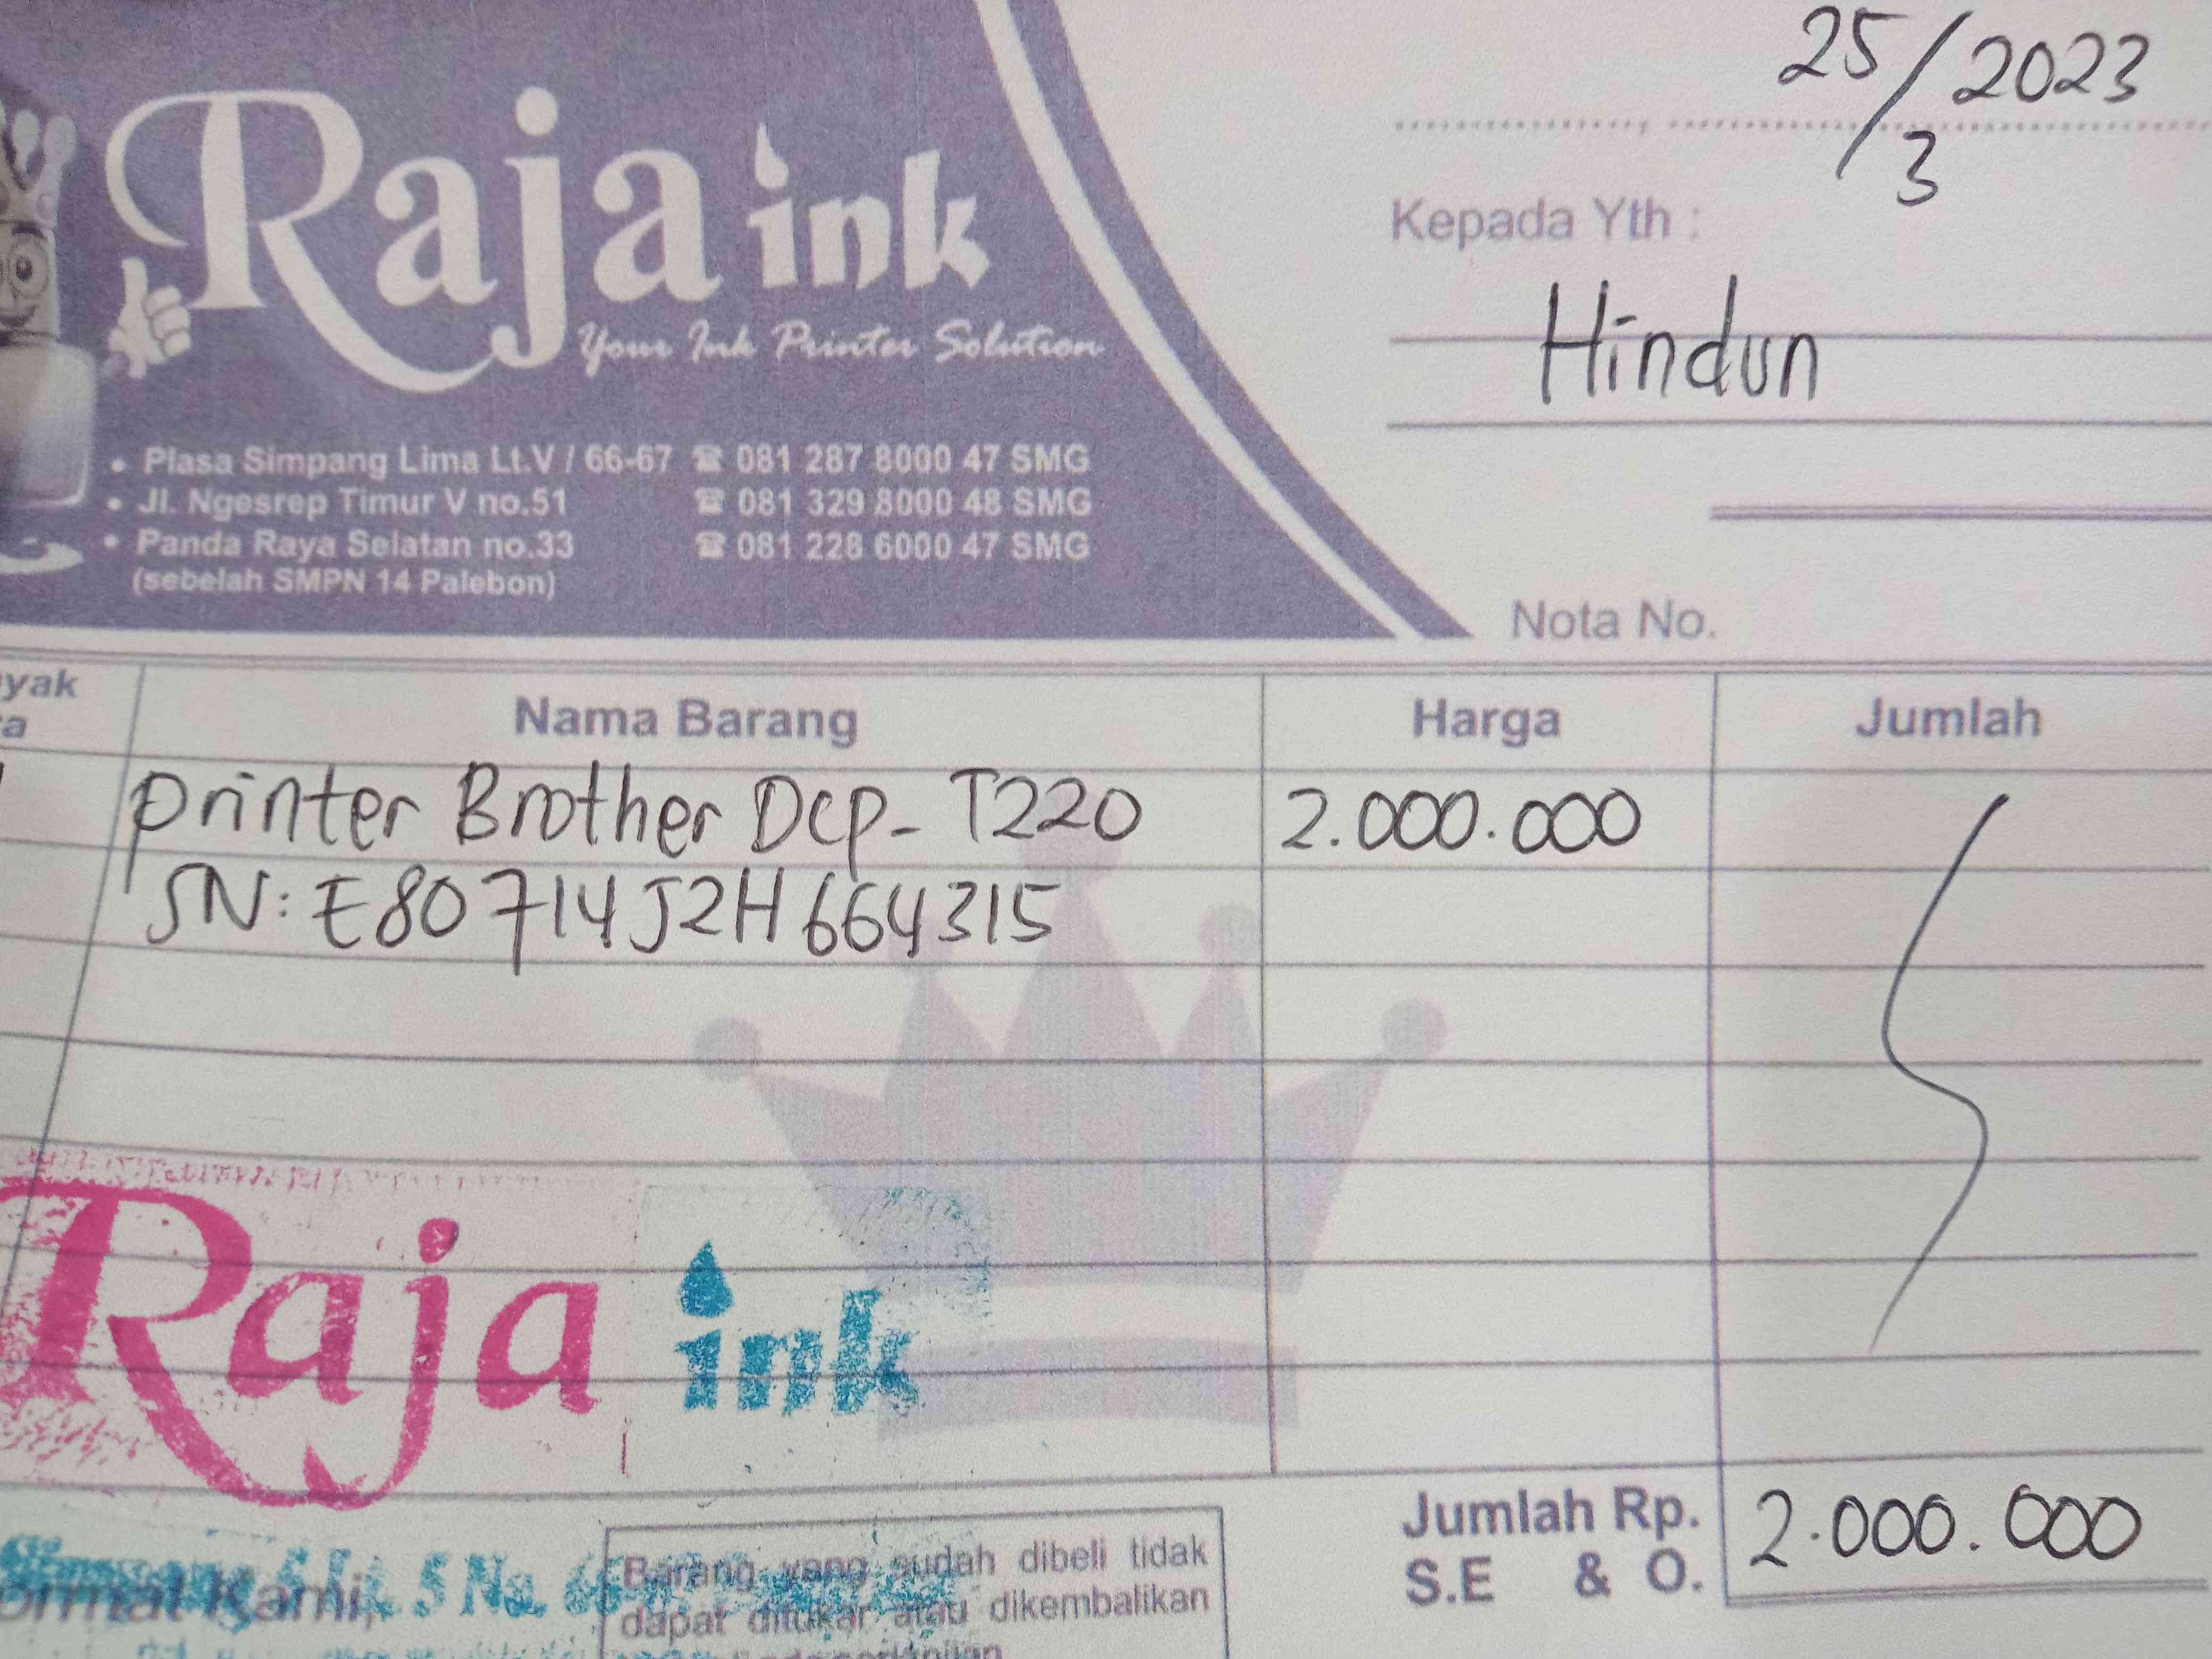 25/3 2023
Raja ink
Your Ink Printer Solution
Kepada Yth :
Hindun
• Plasa Simpang Lima Lt.V / 66-67 ☎ 081 287 8000 47 SMG
• Jl. Ngesrep Timur V no.51 ☎ 081 329 8000 48 SMG
• Panda Raya Selatan no.33 ☎ 081 228 6000 47 SMG
(sebelah SMPN 14 Palebon)
Nota No.
Nama Barang Harga Jumlah
printer Brother Dcp- T220 2.000.000
SN: E80714J2H664315
Raja ink
Jumlah Rp. 2.000.000
S.E & O.
5 No.
Kami,
Barang yang sudah dibeli tidak
dapat ditukar atau dikembalikan